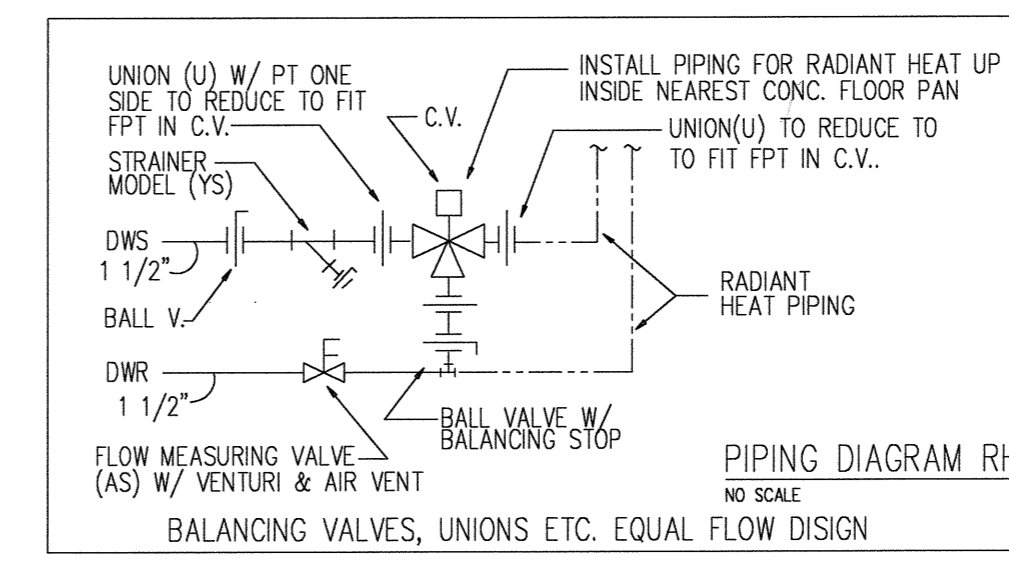 UNION (U) W/ PT ONE
SIDE TO REDUCE TO FIT
FPT IN C.V.
STRAINER
MODEL (YS)
C.V.
INSTALL PIPING FOR RADIANT HEAT UP
INSIDE NEAREST CONC. FLOOR PAN
UNION(U) TO REDUCE TO
TO FIT FPT IN C.V..
DWS
1 1/2"
BALL V.
RADIANT
HEAT PIPING
DWR
1 1/2"
BALL VALVE W/
BALANCING STOP
FLOW MEASURING VALVE
(AS) W/ VENTURI & AIR VENT
PIPING DIAGRAM RH
NO SCALE
BALANCING VALVES, UNIONS ETC. EQUAL FLOW DISIGN